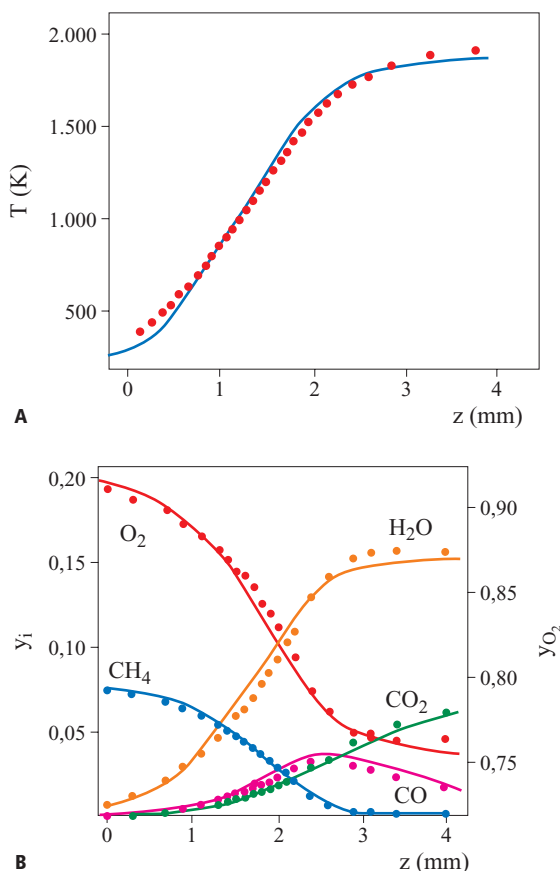 2.000
1.500
1.000
500
T (K)
0 1 2 3 4
z (mm)
A
0,20
0,15
0,10
0,05
y_i
0,90
0,85
0,80
0,75
y_O₂
O₂
H₂O
CH₄
CO₂
CO
0 1 2 3 4
z (mm)
B